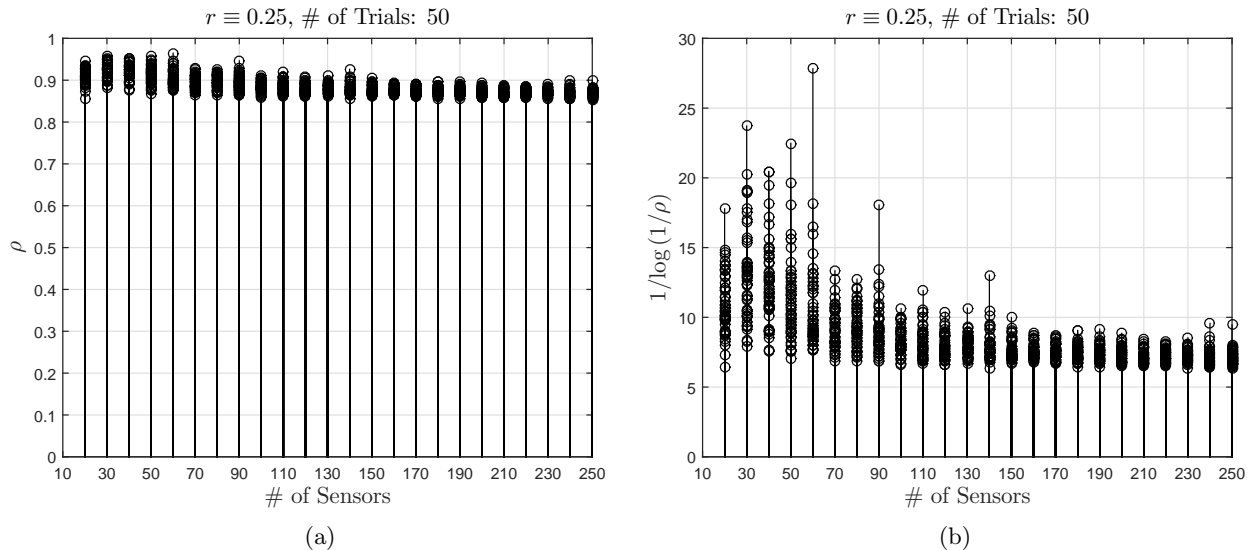 r ≡ 0.25, # of Trials: 50
1
0.9
0.8
0.7
0.6
0.5
0.4
0.3
0.2
0.1
0
ρ
10 30 50 70 90 110 130 150 170 190 210 230 250
# of Sensors
(a)
r ≡ 0.25, # of Trials: 50
30
25
20
15
10
5
0
1/log (1/ρ)
10 30 50 70 90 110 130 150 170 190 210 230 250
# of Sensors
(b)